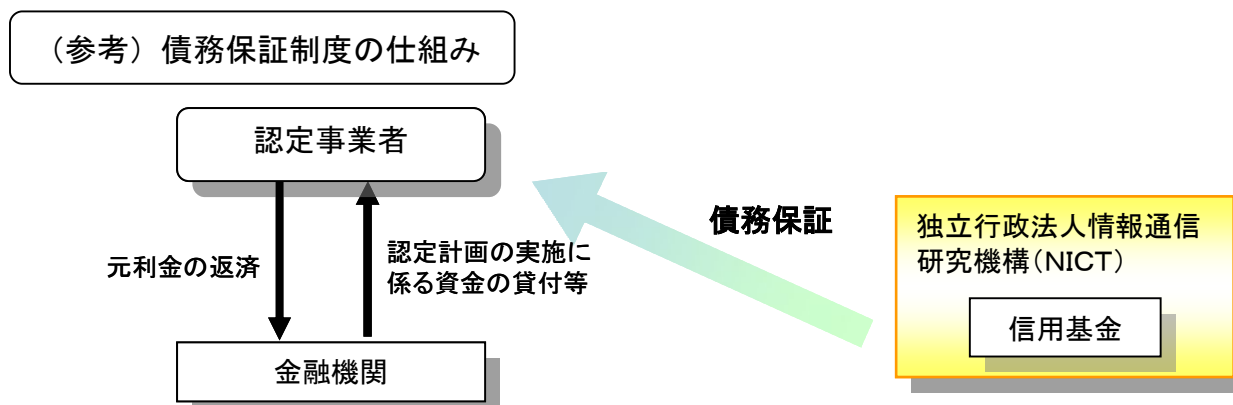 （参考）債務保証制度の仕組み
認定事業者
債務保証
独立行政法人情報通信
研究機構（NICT）
信用基金
元利金の返済
認定計画の実施に
係る資金の貸付等
金融機関